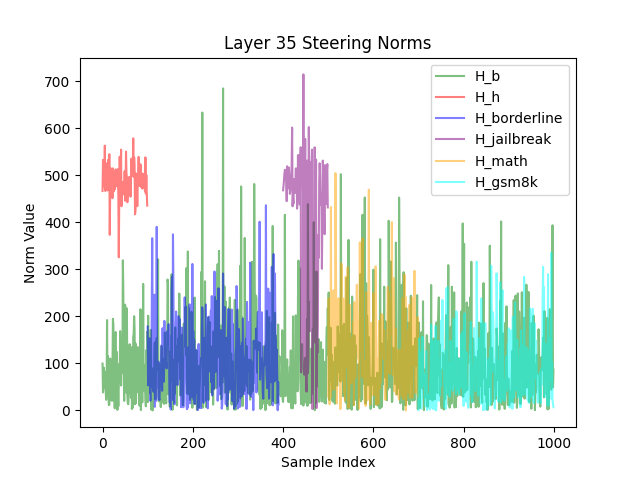 Layer 35 Steering Norms
H_b
H_h
H_borderline
H_jailbreak
H_math
H_gsm8k
Norm Value
700
600
500
400
300
200
100
0
0 200 400 600 800 1000
Sample Index